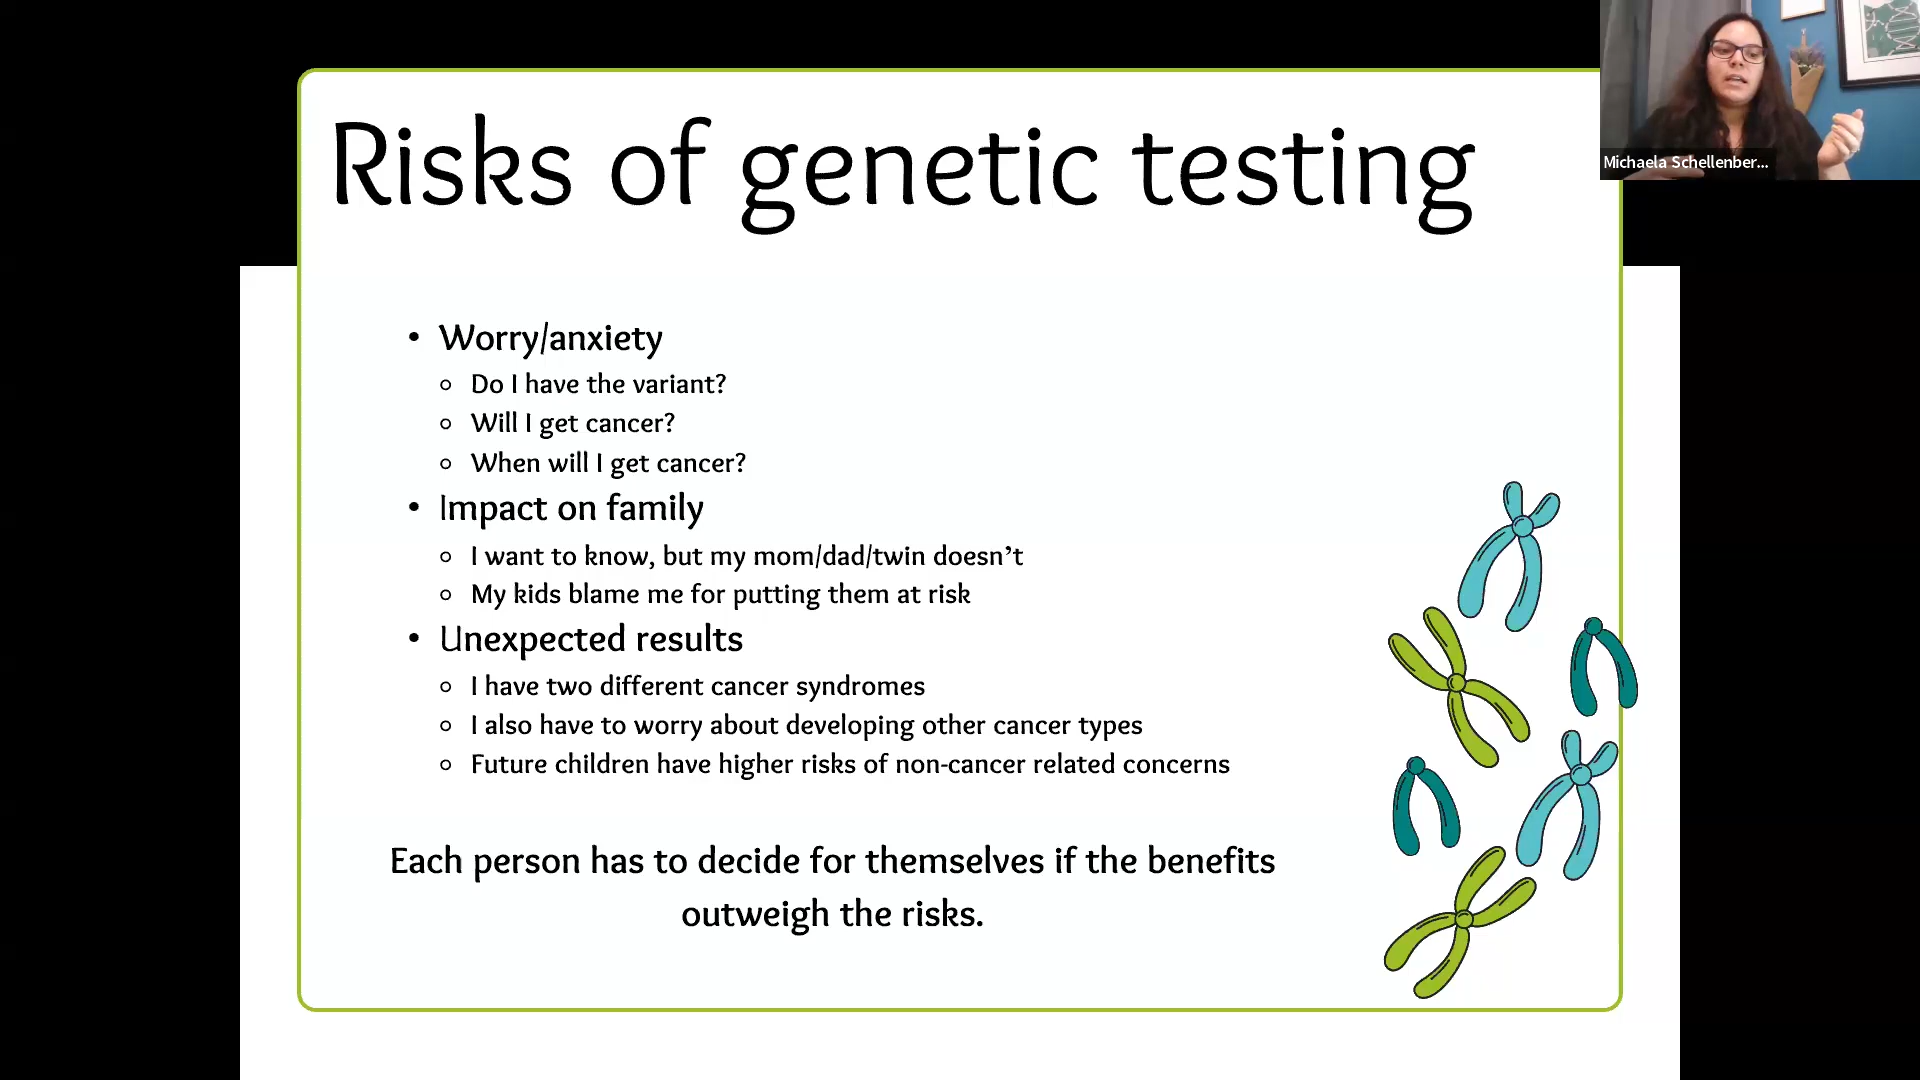 Risks of genetic testing
Michaela Schellenber...
• Worry/anxiety
○ Do I have the variant?
○ Will I get cancer?
○ When will I get cancer?
• Impact on family
○ I want to know, but my mom/dad/twin doesn’t
○ My kids blame me for putting them at risk
• Unexpected results
○ I have two different cancer syndromes
○ I also have to worry about developing other cancer types
○ Future children have higher risks of non-cancer related concerns
Each person has to decide for themselves if the benefits
outweigh the risks.